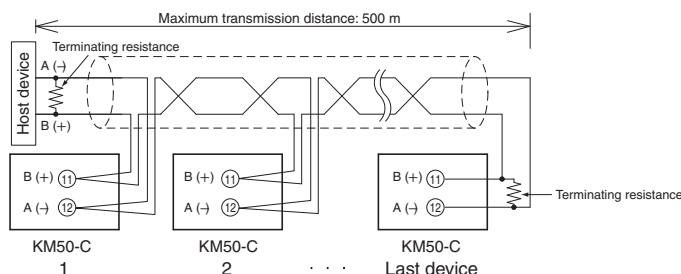 Maximum transmission distance: 500 m
Terminating resistance
A (–)
Host device
B (+)
B (+) 11
A (–) 12
B (+) 11
A (–) 12
B (+) 11
A (–) 12
Terminating resistance
KM50-C
KM50-C
KM50-C
1
2
· · ·
Last device